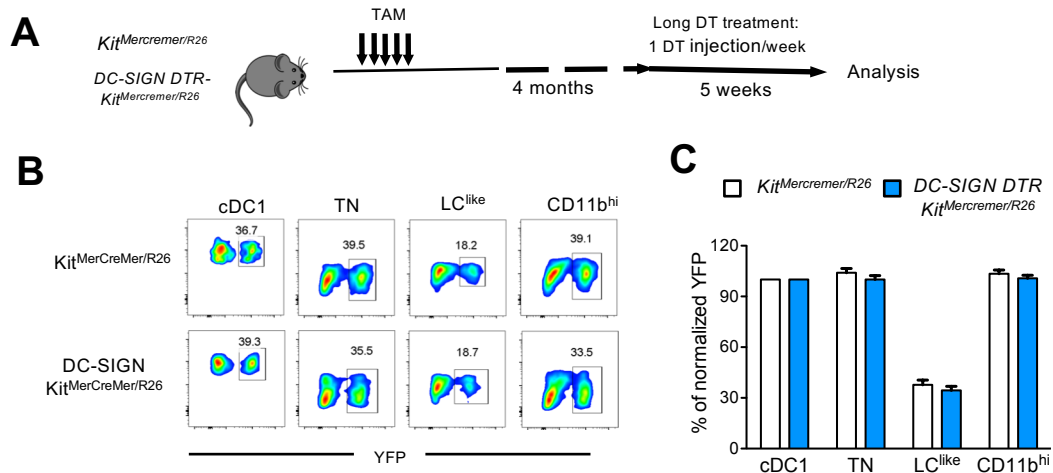 A
Kit^Mercremer/R26
DC-SIGN DTR-
Kit^Mercremer/R26
TAM
4 months
Long DT treatment:
1 DT injection/week
5 weeks
Analysis
B
cDC1
TN
LC^like
CD11b^hi
Kit^MerCreMer/R26
36.7
39.5
18.2
39.1
DC-SIGN
Kit^MerCreMer/R26
39.3
35.5
18.7
33.5
YFP
C
Kit^Mercremer/R26
DC-SIGN DTR
Kit^Mercremer/R26
% of normalized YFP
120
90
60
30
0
cDC1
TN
LC^like
CD11b^hi